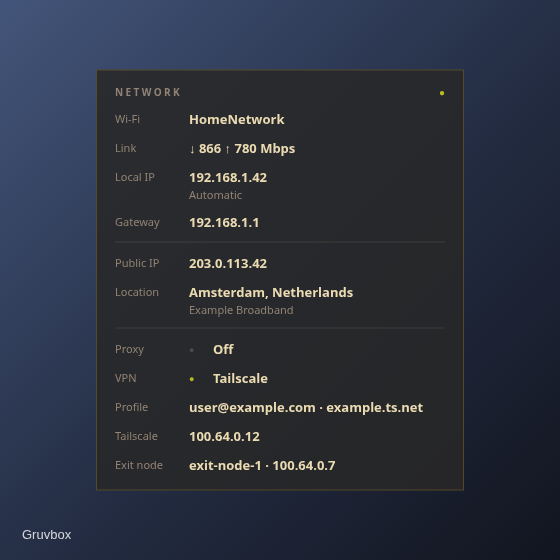 NETWORK
Wi-Fi HomeNetwork
Link ↓ 866 ↑ 780 Mbps
Local IP 192.168.1.42
Automatic
Gateway 192.168.1.1
Public IP 203.0.113.42
Location Amsterdam, Netherlands
Example Broadband
Proxy Off
VPN Tailscale
Profile user@example.com · example.ts.net
Tailscale 100.64.0.12
Exit node exit-node-1 · 100.64.0.7
Gruvbox